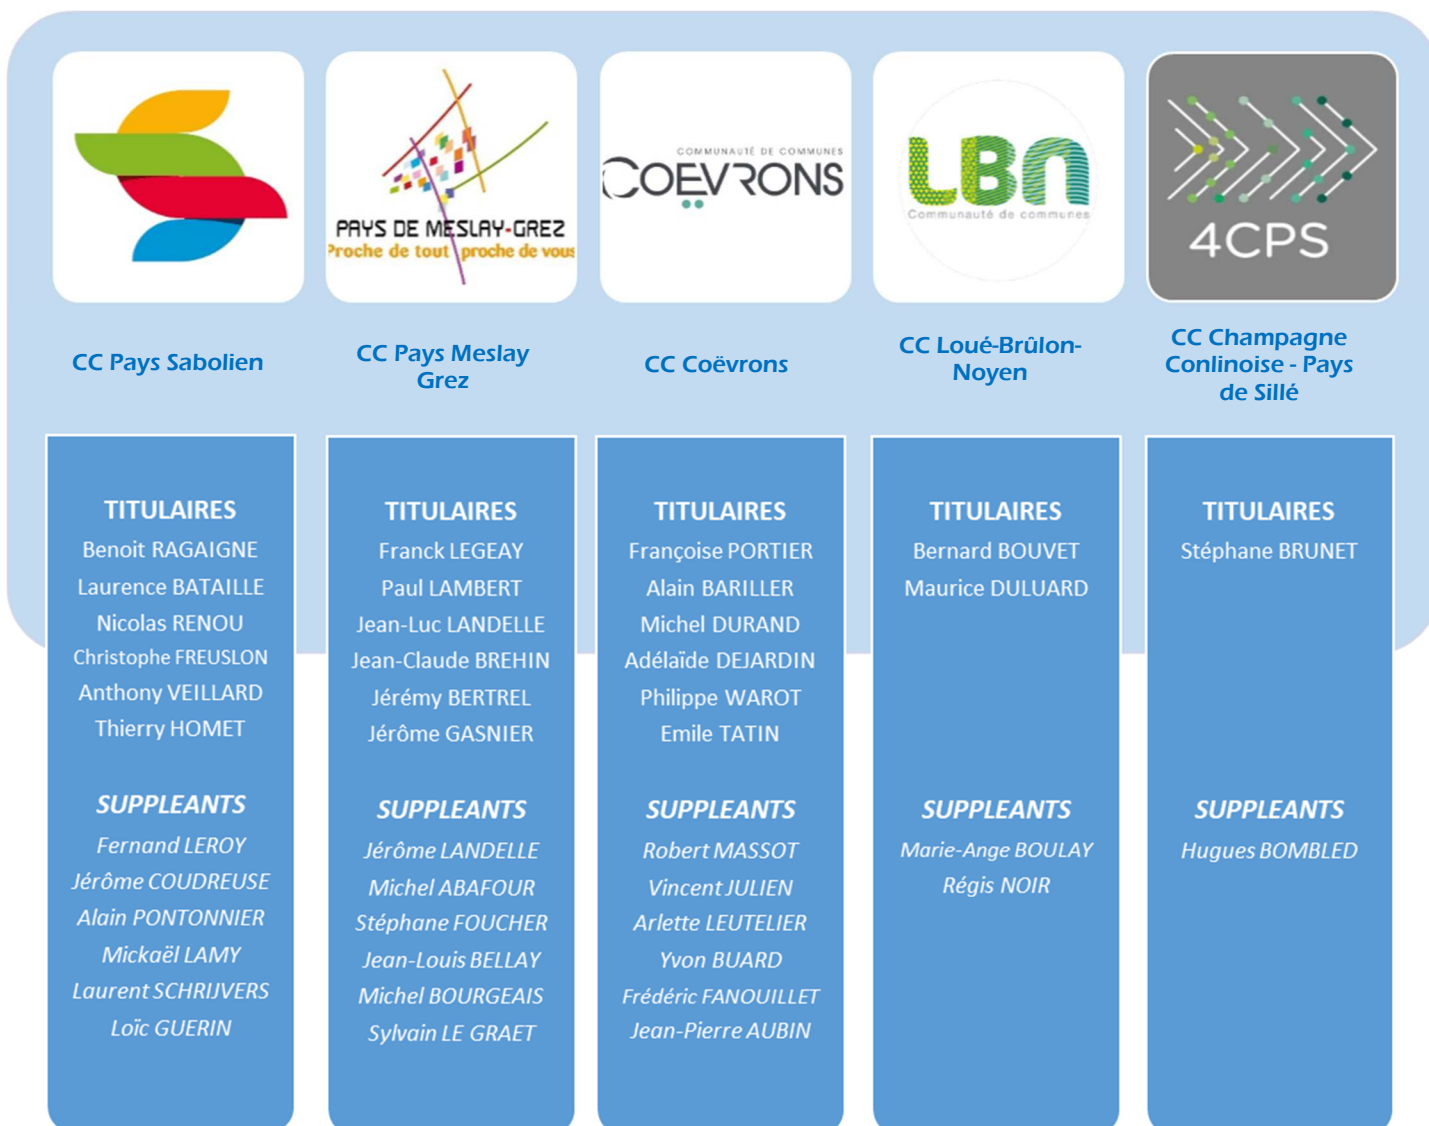 PAYS DE MESLAY-GREZ
Proche de tout proche de vous
COMMUNAUTÉ DE COMMUNES
COËVRONS
LBN
Communauté de communes
4CPS
CC Pays Sabolien
CC Pays Meslay
Grez
CC Coëvrons
CC Loué-Brûlon-
Noyen
CC Champagne
Conlinoise - Pays
de Sillé
TITULAIRES
Benoit RAGAIGNE
Laurence BATAILLE
Nicolas RENOU
Christophe FREUSLON
Anthony VEILLARD
Thierry HOMET
SUPPLEANTS
Fernand LEROY
Jérôme COUDREUSE
Alain PONTONNIER
Mickaël LAMY
Laurent SCHRIJVERS
Loïc GUERIN
TITULAIRES
Franck LEGEAY
Paul LAMBERT
Jean-Luc LANDELLE
Jean-Claude BREHIN
Jérémy BERTREL
Jérôme GASNIER
SUPPLEANTS
Jérôme LANDELLE
Michel ABAFOUR
Stéphane FOUCHER
Jean-Louis BELLAY
Michel BOURGEAIS
Sylvain LE GRAET
TITULAIRES
Françoise PORTIER
Alain BARILLER
Michel DURAND
Adélaïde DEJARDIN
Philippe WAROT
Emile TATIN
SUPPLEANTS
Robert MASSOT
Vincent JULIEN
Arlette LEUTELIER
Yvon BUARD
Frédéric FANOUILLET
Jean-Pierre AUBIN
TITULAIRES
Bernard BOUVET
Maurice DULUARD
SUPPLEANTS
Marie-Ange BOULAY
Régis NOIR
TITULAIRES
Stéphane BRUNET
SUPPLEANTS
Hugues BOMBLED